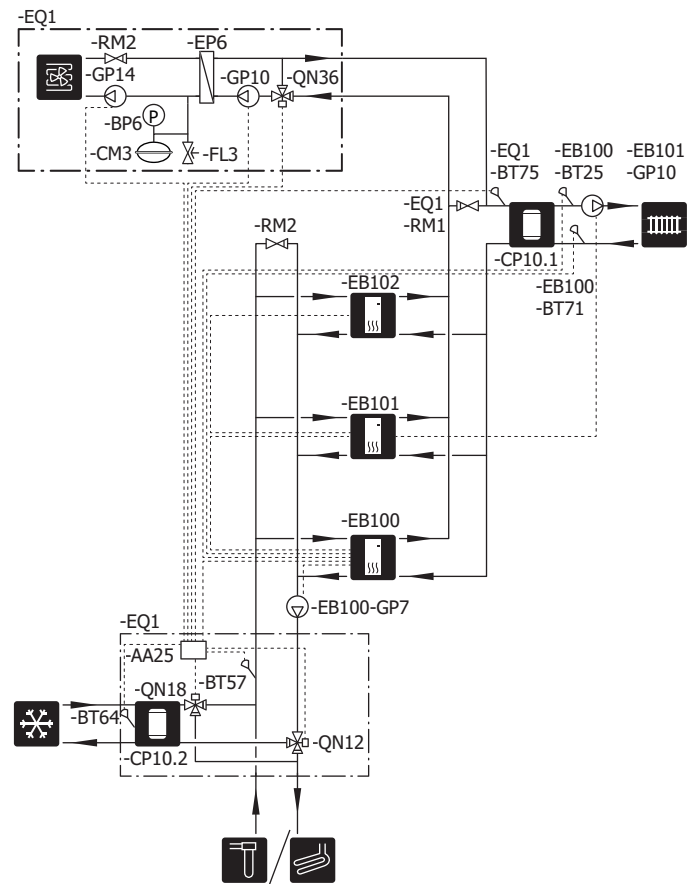 -EQ1
-RM2
-EP6
-GP14
-GP10
-QN36
-BP6
P
-CM3
-FL3
-EQ1
-BT75
-EB100
-BT25
-EB101
-GP10
-EQ1
-RM1
-RM2
-CP10.1
-EB100
-BT71
-EB102
-EB101
-EB100
-EB100-GP7
-EQ1
-AA25
-QN18
-BT57
-BT64
-QN12
-CP10.2